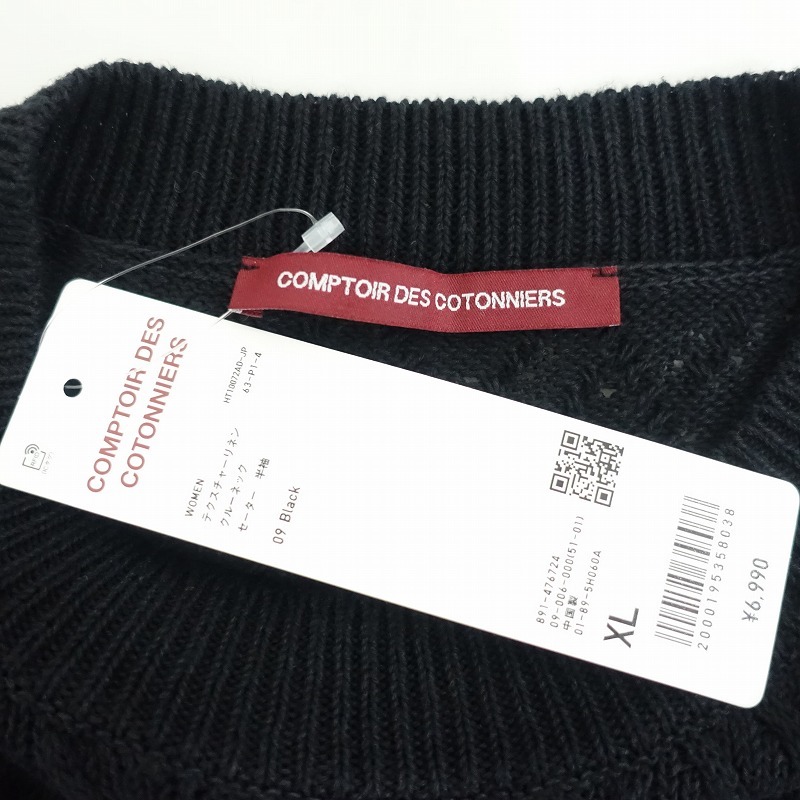 COMPTOIR DES COTONNIERS
COMPTOIR DES
COTONNIERS
HT10072AD-JP
63-P1-4
WOMEN
テクスチャーリネン
クルーネック
セーター 半袖
09 Black
891-476724
09-006-000(51-01)
中国製
01-89-5H060A
XL
2000195358038
¥6,990